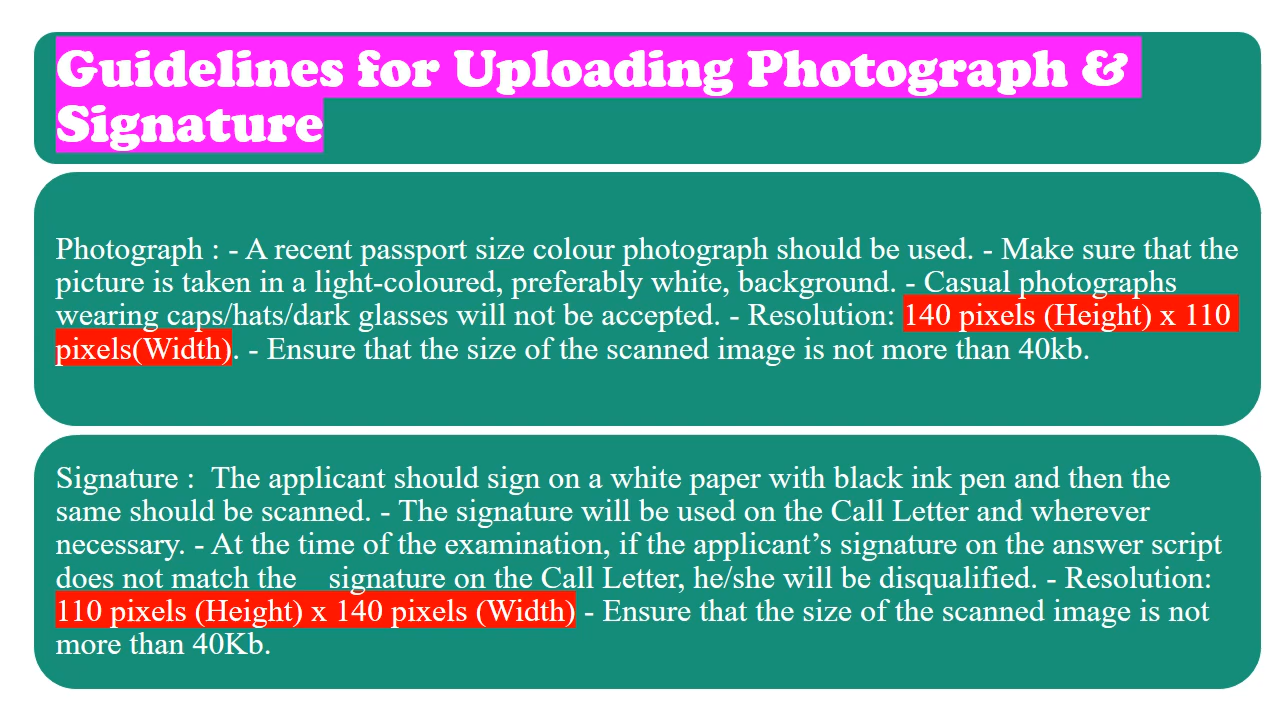 Guidelines for Uploading Photograph &
Signature
Photograph : - A recent passport size colour photograph should be used. - Make sure that the
picture is taken in a light-coloured, preferably white, background. - Casual photographs
wearing caps/hats/dark glasses will not be accepted. - Resolution: 140 pixels (Height) x 110
pixels(Width). - Ensure that the size of the scanned image is not more than 40kb.
Signature :  The applicant should sign on a white paper with black ink pen and then the
same should be scanned. - The signature will be used on the Call Letter and wherever
necessary. - At the time of the examination, if the applicant’s signature on the answer script
does not match the    signature on the Call Letter, he/she will be disqualified. - Resolution:
110 pixels (Height) x 140 pixels (Width) - Ensure that the size of the scanned image is not
more than 40Kb.